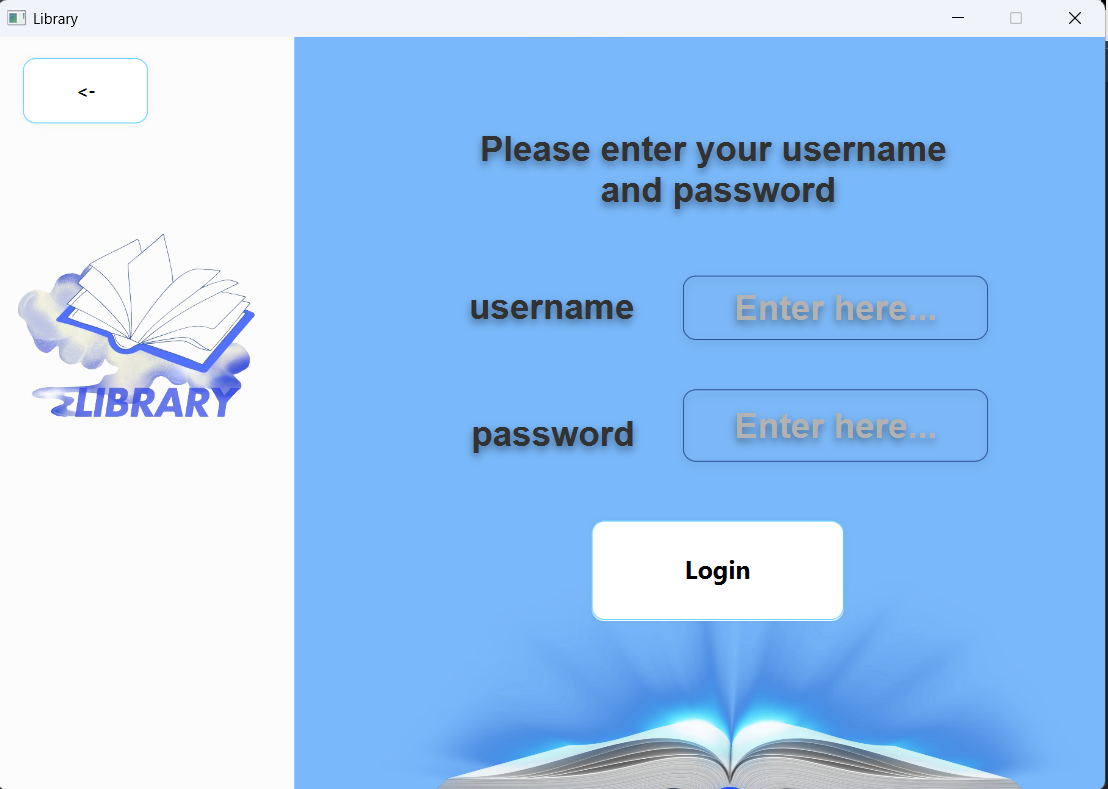 Library
<-
LIBRARY
Please enter your username
and password
username
Enter here...
password
Enter here...
Login